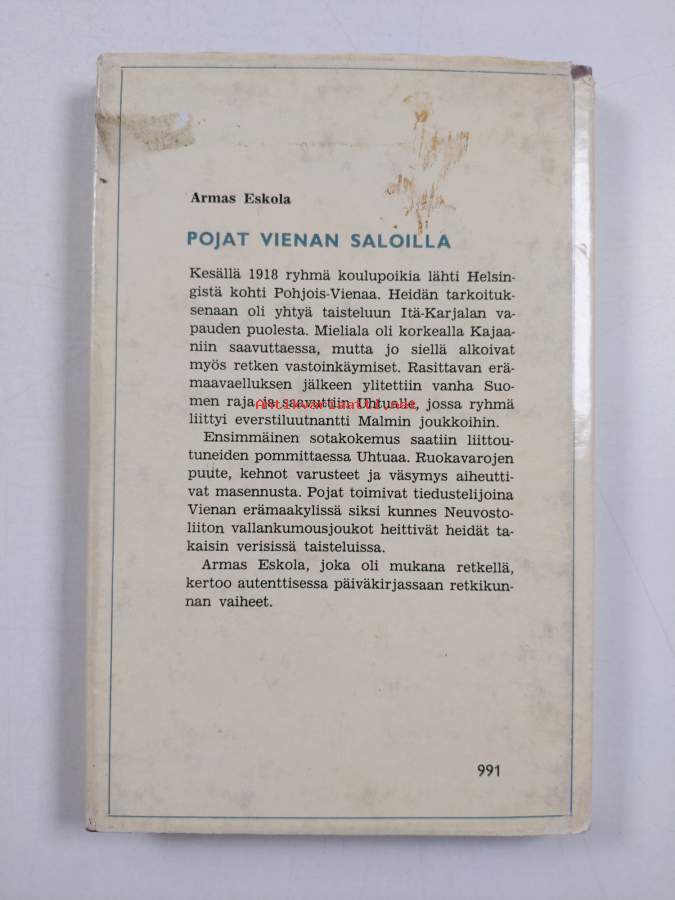 Armas Eskola
POJAT VIENAN SALOILLA
Kesällä 1918 ryhmä koulupoikia lähti Helsin-
gistä kohti Pohjois-Vienaa. Heidän tarkoituk-
senaan oli yhtyä taisteluun Itä-Karjalan va-
pauden puolesta. Mieliala oli korkealla Kajaa-
niin saavuttaessa, mutta jo siellä alkoivat
myös retken vastoinkäymiset. Rasittavan erä-
maavaelluksen jälkeen ylitettiin vanha Suo-
men raja ja saavuttiin Uhtualle, jossa ryhmä
Antikvariaatti.net
liittyi everstiluutnantti Malmin joukkoihin.
Ensimmäinen sotakokemus saatiin liittou-
tuneiden pommittaessa Uhtuaa. Ruokavarojen
puute, kehnot varusteet ja väsymys aiheutti-
vat masennusta. Pojat toimivat tiedustelijoina
Vienan erämaakylissä siksi kunnes Neuvosto-
liiton vallankumousjoukot heittivät heidät ta-
kaisin verisissä taisteluissa.
Armas Eskola, joka oli mukana retkellä,
kertoo autenttisessa päiväkirjassaan retkikun-
nan vaiheet.
991